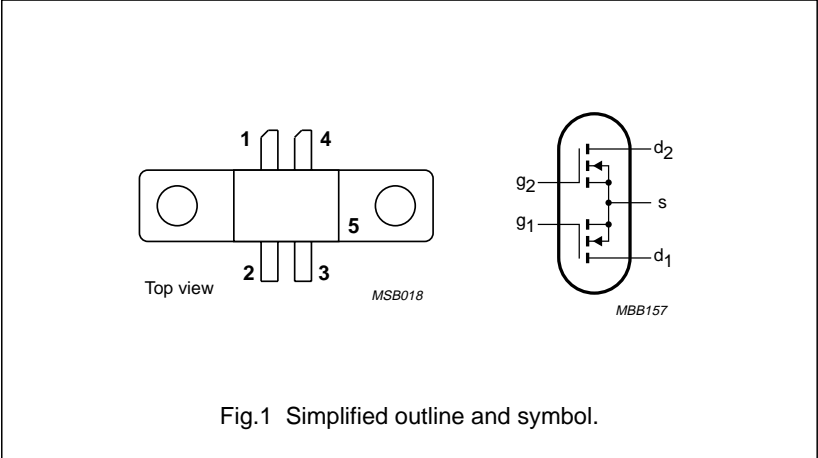 1 4
5
2 3
Top view
MSB018
d2
g2
s
g1
d1
MBB157
Fig.1 Simplified outline and symbol.